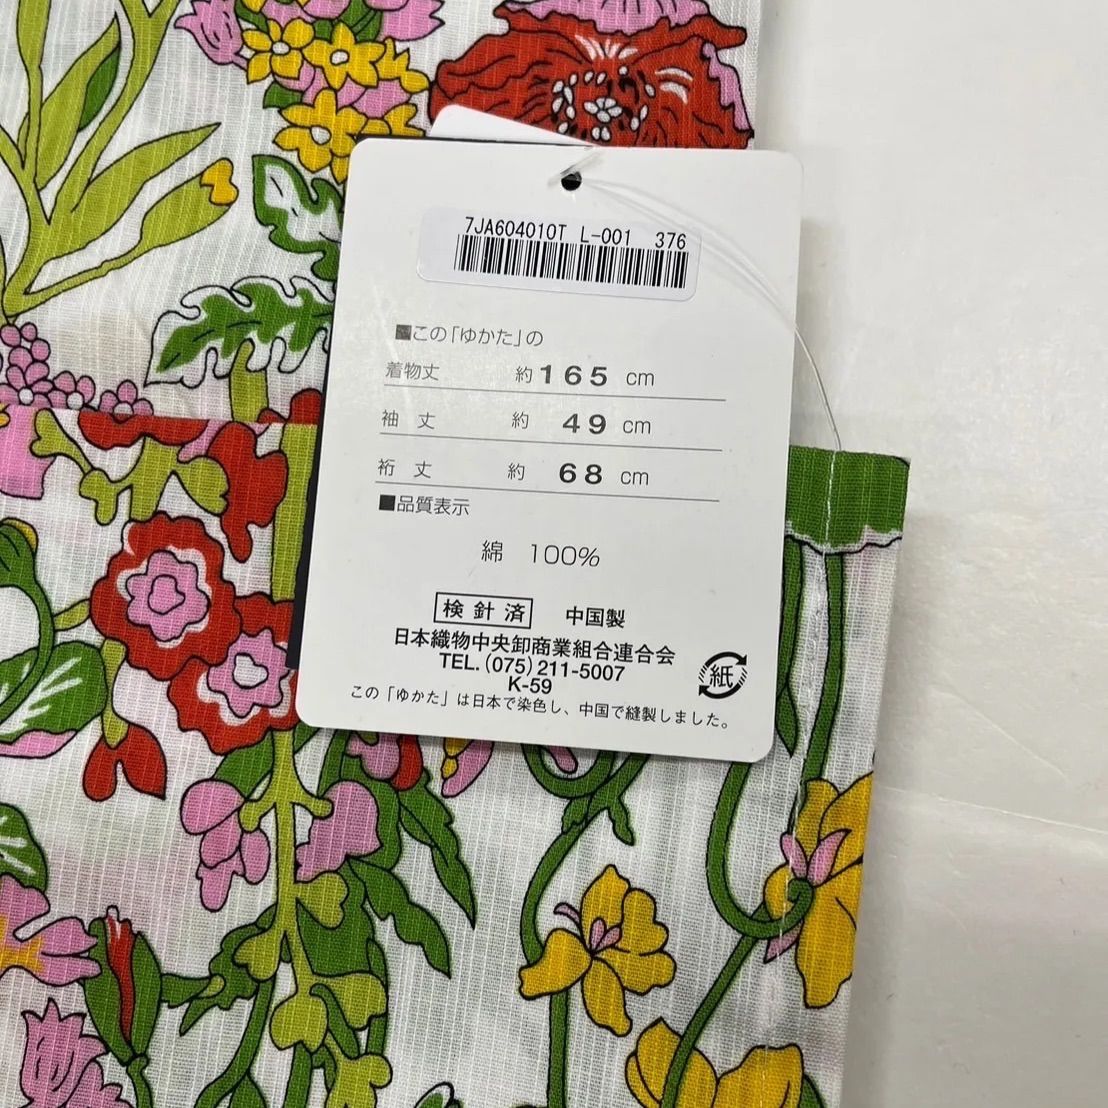 7JA604010T L-001 376
■この「ゆかた」の
着物丈 約165 cm
袖 丈 約 49 cm
裄 丈 約 68 cm
■品質表示
綿 100%
検針済 中国製
日本織物中央卸商業組合連合会
TEL.(075)211-5007
K-59
紙
この「ゆかた」は日本で染色し、中国で縫製しました。